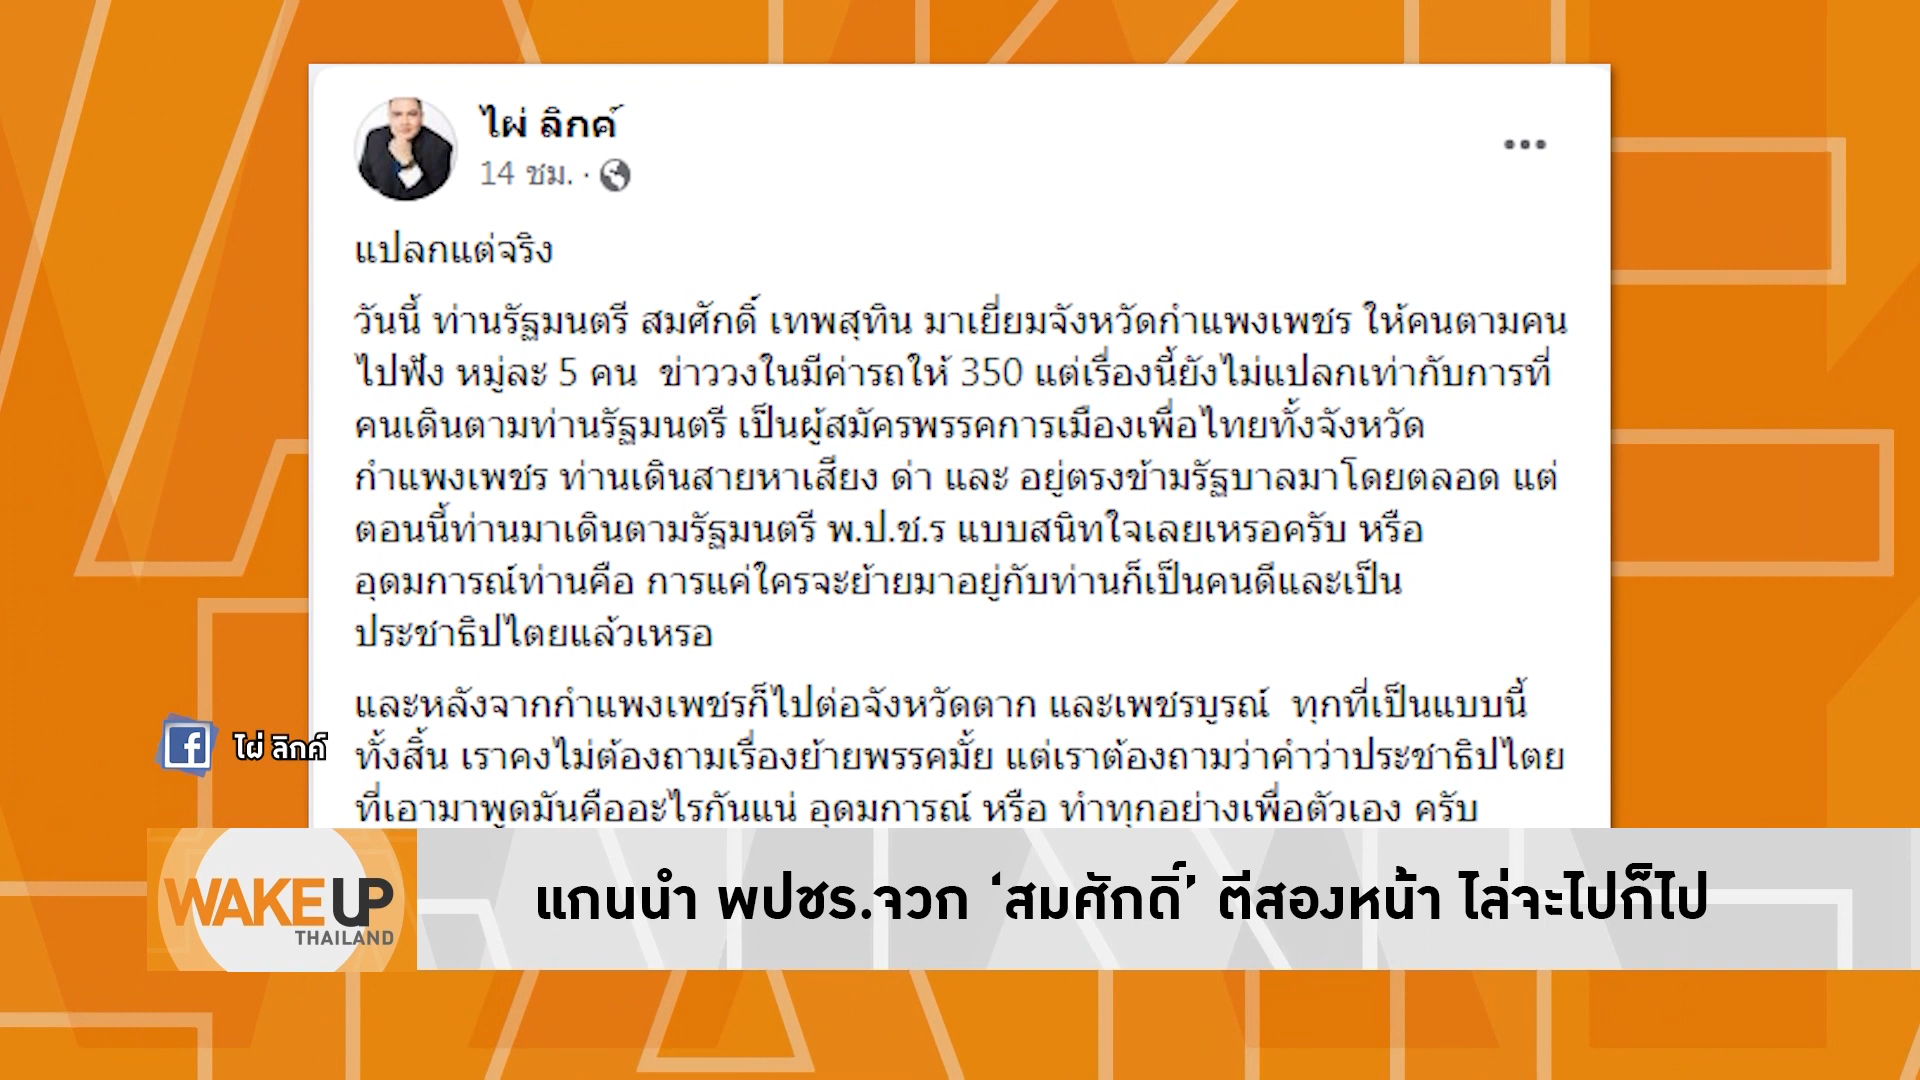 ไผ่ ลิกค์
14 ชม. ·
แปลกแต่จริง
วันนี้ ท่านรัฐมนตรี สมศักดิ์ เทพสุทิน มาเยี่ยมจังหวัดกำแพงเพชร ให้คนตามคน
ไปฟัง หมู่ละ 5 คน  ข่าววงในมีค่ารถให้ 350 แต่เรื่องนี้ยังไม่แปลกเท่ากับการที่
คนเดินตามท่านรัฐมนตรี เป็นผู้สมัครพรรคการเมืองเพื่อไทยทั้งจังหวัด
กำแพงเพชร ท่านเดินสายหาเสียง ด่า และ อยู่ตรงข้ามรัฐบาลมาโดยตลอด แต่
ตอนนี้ท่านมาเดินตามรัฐมนตรี พ.ป.ช.ร แบบสนิทใจเลยเหรอครับ หรือ
อุดมการณ์ท่านคือ การแค่ใครจะย้ายมาอยู่กับท่านก็เป็นคนดีและเป็น
ประชาธิปไตยแล้วเหรอ
และหลังจากกำแพงเพชรก็ไปต่อจังหวัดตาก และเพชรบูรณ์  ทุกที่เป็นแบบนี้
ทั้งสิ้น เราคงไม่ต้องถามเรื่องย้ายพรรคมั้ย แต่เราต้องถามว่าคำว่าประชาธิปไตย
ที่เอามาพูดมันคืออะไรกันแน่ อุดมการณ์ หรือ ทำทุกอย่างเพื่อตัวเอง ครับ
f ไผ่ ลิกค์
WAKE UP
THAILAND
แกนนำ พปชร.จวก ‘สมศักดิ์’ ตีสองหน้า ไล่จะไปก็ไป